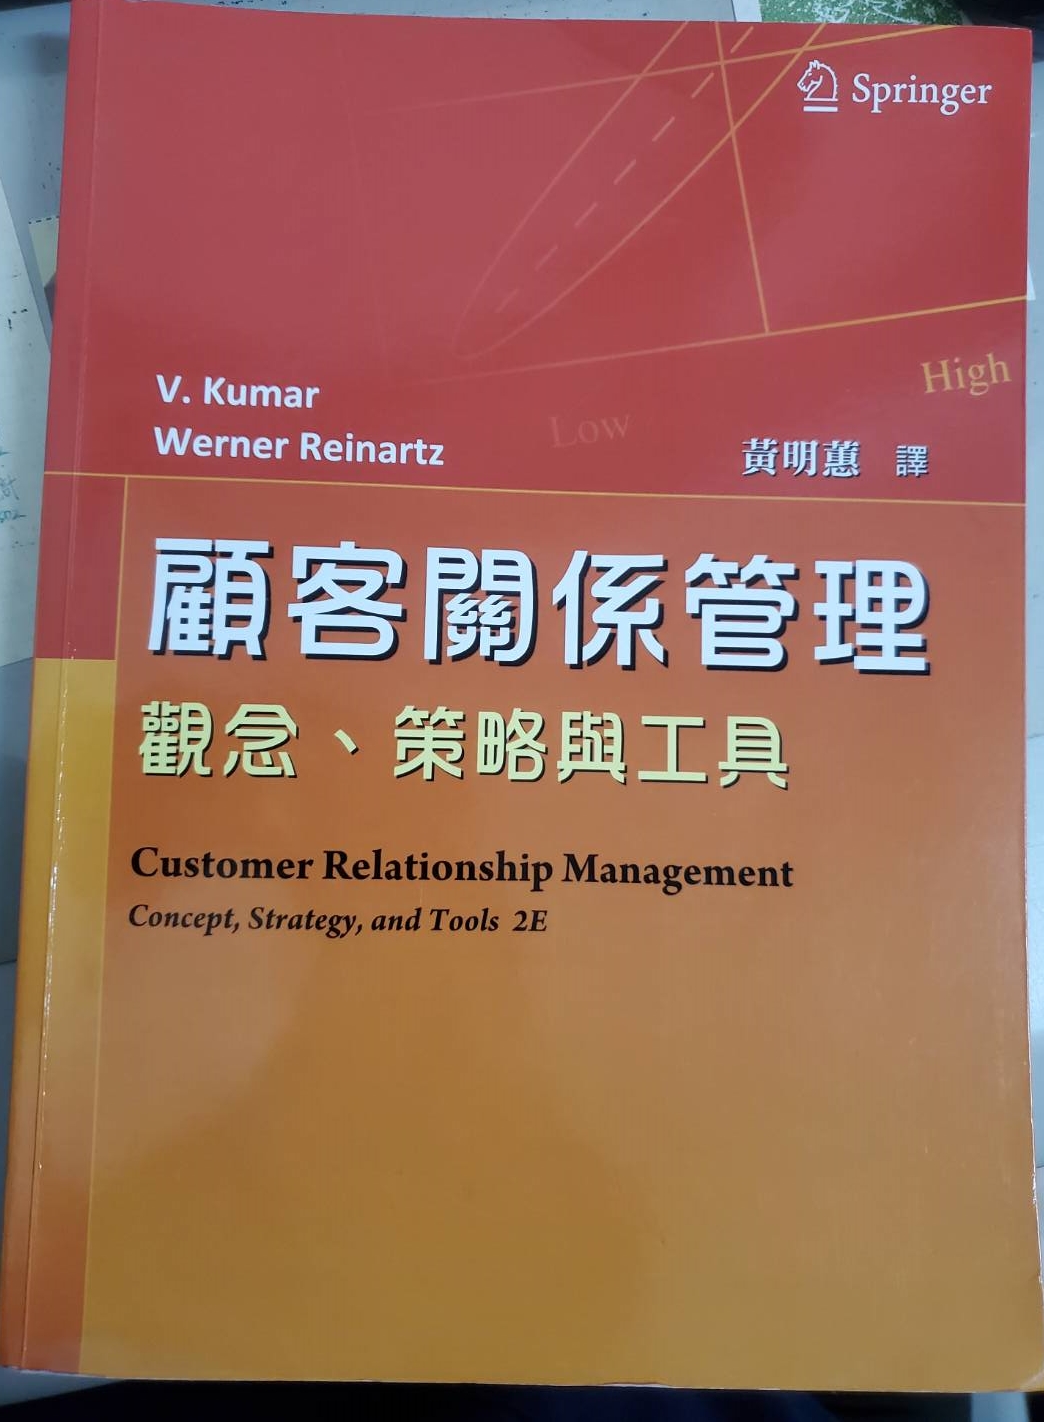 Springer
High
Low
V. Kumar
Werner Reinartz
黃明蕙 譯
顧客關係管理
觀念、策略與工具
Customer Relationship Management
Concept, Strategy, and Tools 2E